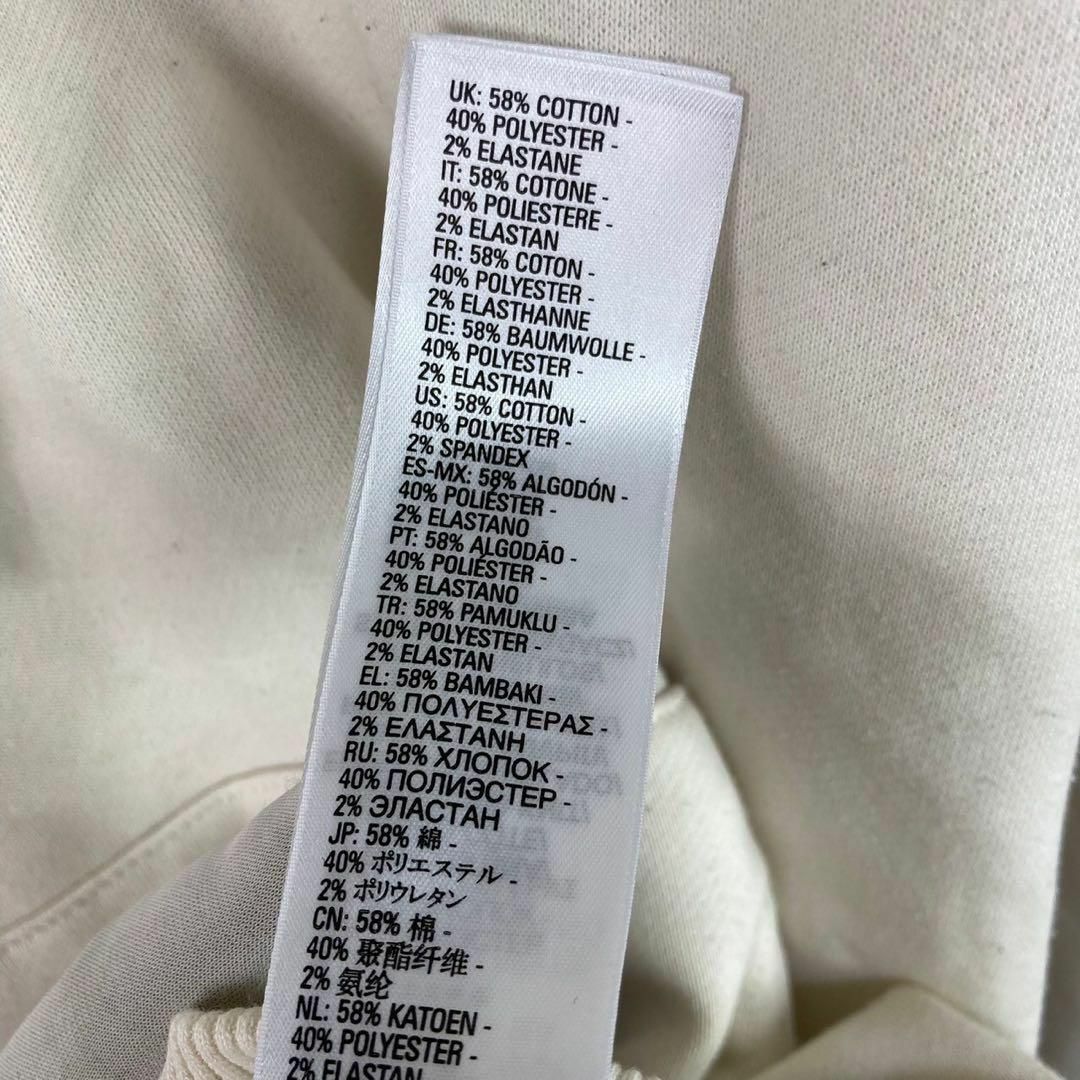 UK: 58% COTTON -
40% POLYESTER -
2% ELASTANE
IT: 58% COTONE -
40% POLIESTERE -
2% ELASTAN
FR: 58% COTON -
40% POLYESTER -
2% ELASTHANNE
DE: 58% BAUMWOLLE -
40% POLYESTER -
2% ELASTHAN
US: 58% COTTON -
40% POLYESTER -
2% SPANDEX
ES-MX: 58% ALGODÓN -
40% POLIÉSTER -
2% ELASTANO
PT: 58% ALGODÃO -
40% POLIÉSTER -
2% ELASTANO
TR: 58% PAMUKLU -
40% POLYESTER -
2% ELASTAN
EL: 58% BAMBAKI -
40% ΠΟΛΥΕΣΤΕΡΑΣ -
2% ΕΛΑΣΤΑΝΗ
RU: 58% ХЛОПОК -
40% ПОЛИЭСТЕР -
2% ЭЛАСТАН
JP: 58% 綿 -
40% ポリエステル -
2% ポリウレタン
CN: 58% 棉 -
40% 聚酯纤维 -
2% 氨纶
NL: 58% KATOEN -
40% POLYESTER -
2% ELASTAN